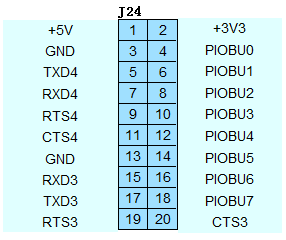 J24
+5V 1 2 +3V3
GND 3 4 PIOBU0
TXD4 5 6 PIOBU1
RXD4 7 8 PIOBU2
RTS4 9 10 PIOBU3
CTS4 11 12 PIOBU4
GND 13 14 PIOBU5
RXD3 15 16 PIOBU6
TXD3 17 18 PIOBU7
RTS3 19 20 CTS3